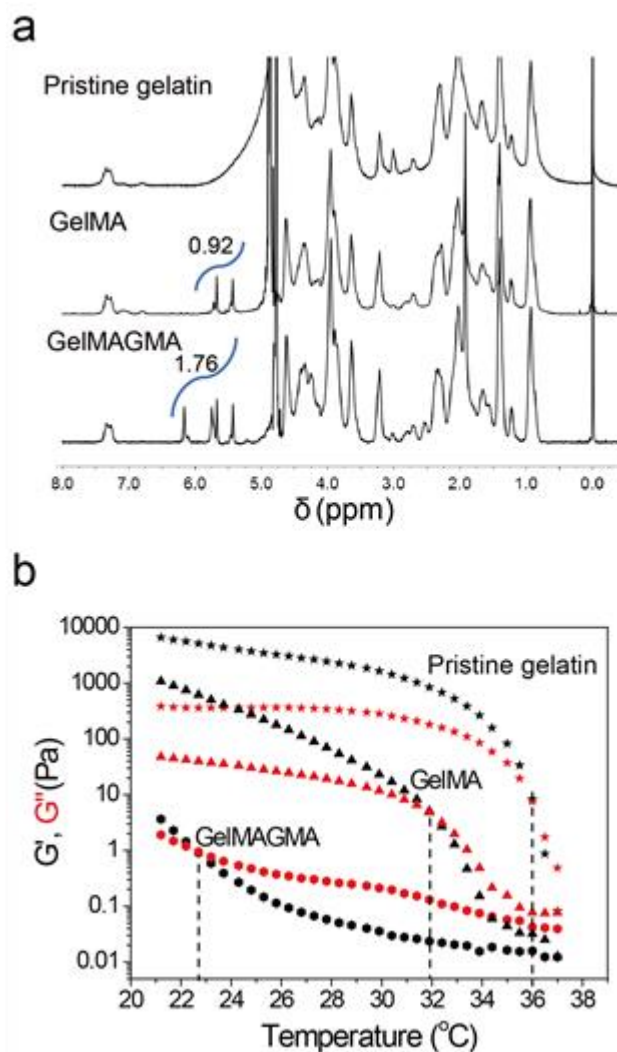 a
Pristine gelatin
GelMA
0.92
GelMAGMA
1.76
8.0 7.0 6.0 5.0 4.0 3.0 2.0 1.0 0.0
δ (ppm)
b
10000
1000
100
10
1
0.1
0.01
G', G"(Pa)
Pristine gelatin
GelMA
GelMAGMA
20 22 24 26 28 30 32 34 36 38
Temperature (°C)